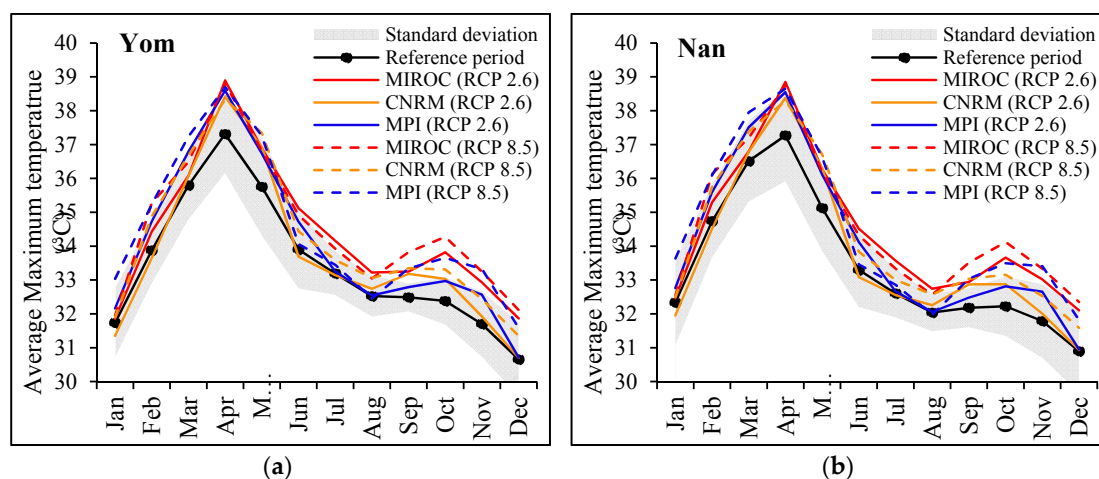 Yom
Average Maximum temperatrue
(°C)
40
39
38
37
36
35
34
33
32
31
30
Standard deviation
Reference period
MIROC (RCP 2.6)
CNRM (RCP 2.6)
MPI (RCP 2.6)
MIROC (RCP 8.5)
CNRM (RCP 8.5)
MPI (RCP 8.5)
Jan
Feb
Mar
Apr
M.
Jun
Jul
Aug
Sep
Oct
Nov
Dec
(a)
Nan
Average Maximum temperatrue
(°C)
40
39
38
37
36
35
34
33
32
31
30
Standard deviation
Reference period
MIROC (RCP 2.6)
CNRM (RCP 2.6)
MPI (RCP 2.6)
MIROC (RCP 8.5)
CNRM (RCP 8.5)
MPI (RCP 8.5)
Jan
Feb
Mar
Apr
M.
Jun
Jul
Aug
Sep
Oct
Nov
Dec
(b)